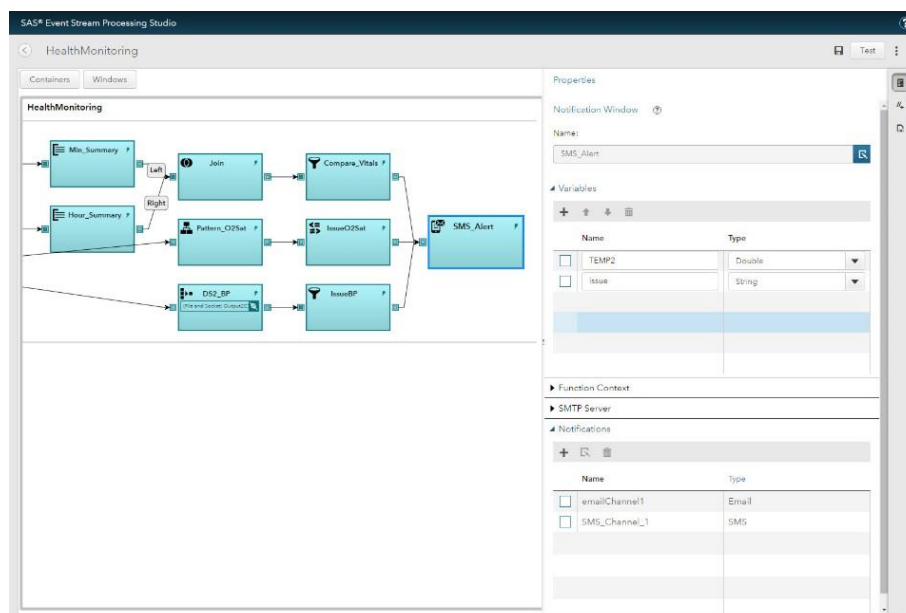 SAS® Event Stream Processing Studio
HealthMonitoring
Test
Containers Windows
HealthMonitoring
Min_Summary
Left
Join
Compare_Vitals
Right
Hour_Summary
Pattern_O2Sat
IssueO2Sat
SMS_Alert
DS2_BP
IssueBP
Properties
Notification Window
Name:
SMS_Alert
Variables
Name Type
TEMP2 Double
issue String
Function Context
SMTP Server
Notifications
Name Type
emailChannel1 Email
SMS_Channel_1 SMS